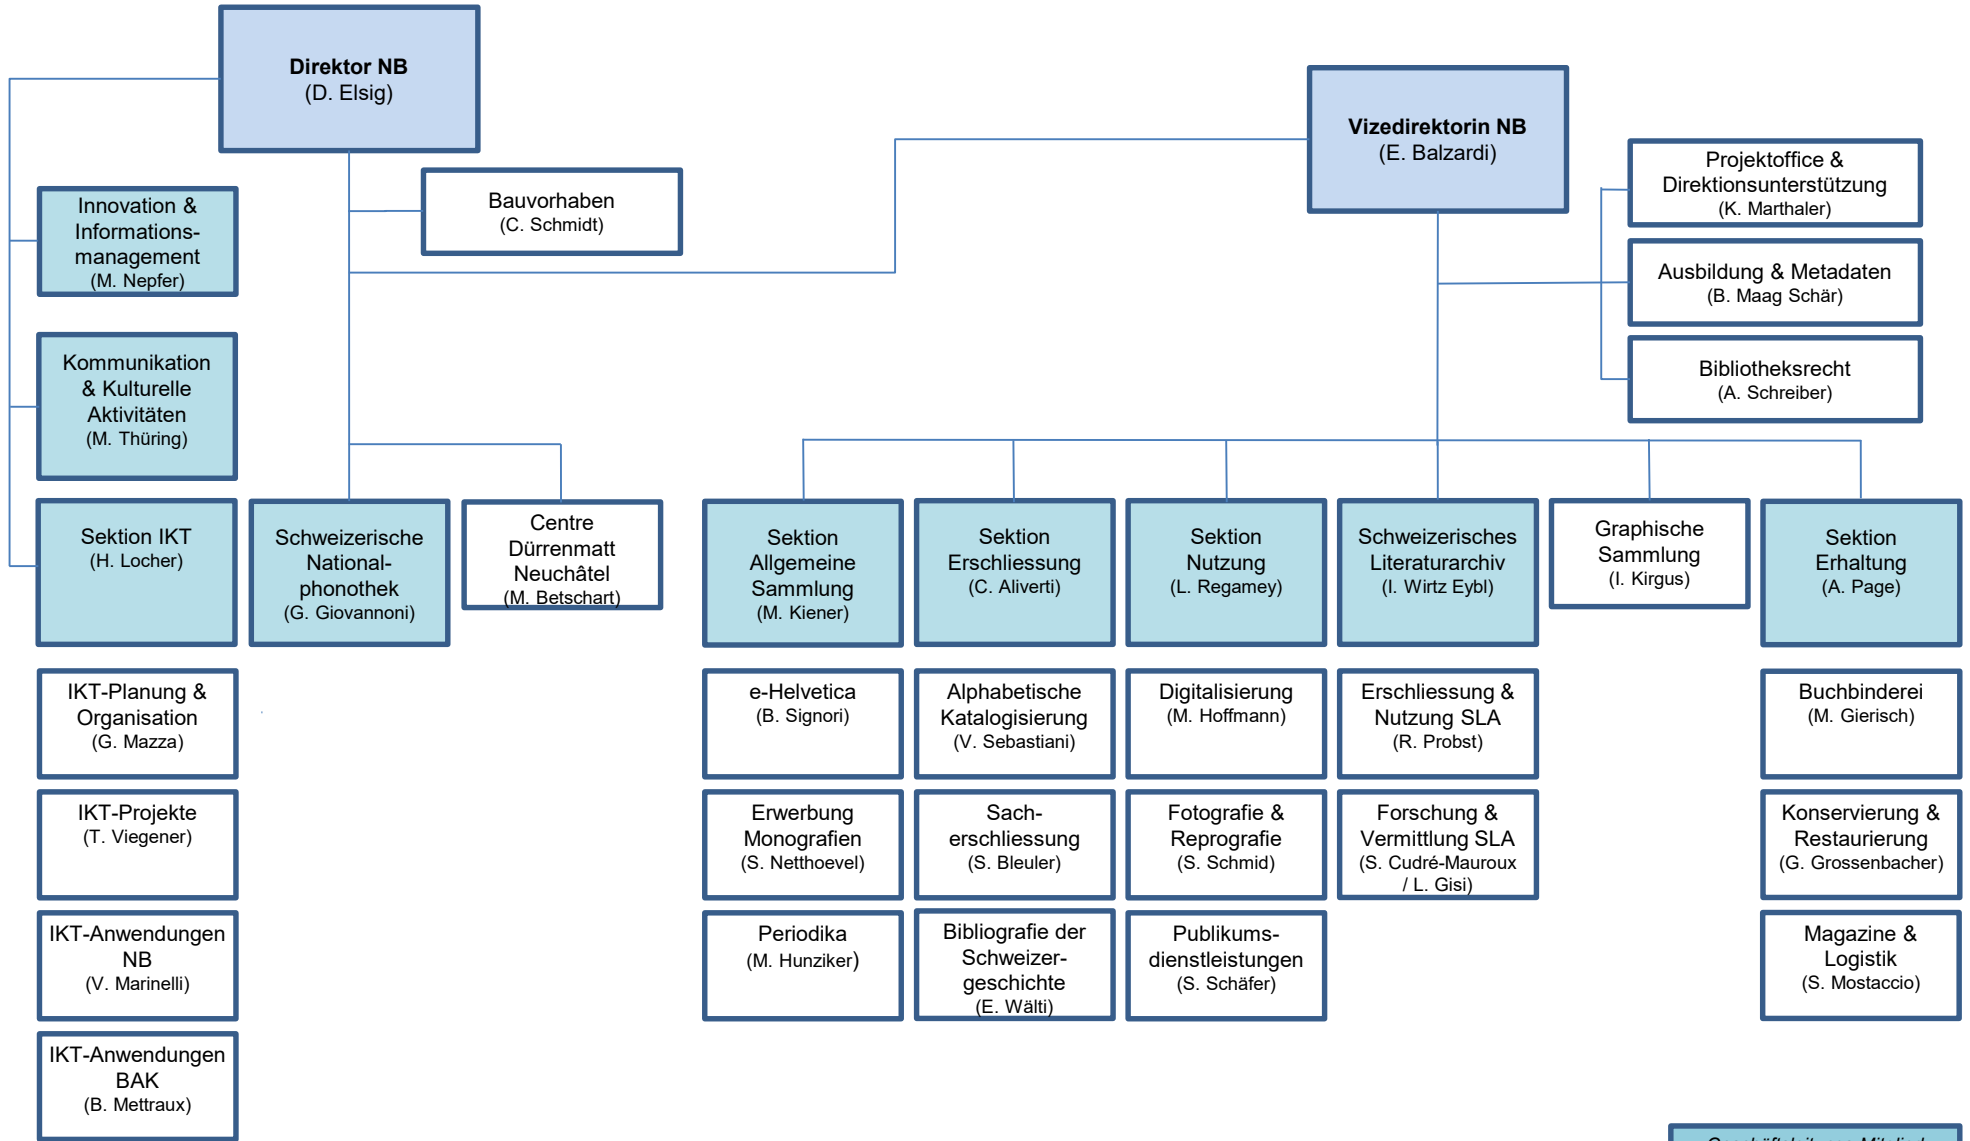 Direktor NB
(D. Elsig)
Vizedirektorin NB
(E. Balzardi)
Bauvorhaben
(C. Schmidt)
Projektoffice &
Direktionsunterstützung
(K. Marthaler)
Ausbildung & Metadaten
(B. Maag Schär)
Bibliotheksrecht
(A. Schreiber)
Innovation &
Informations-
management
(M. Nepfer)
Kommunikation
& Kulturelle
Aktivitäten
(M. Thüring)
Sektion IKT
(H. Locher)
Schweizerische
National-
phonothek
(G. Giovannoni)
Centre
Dürrenmatt
Neuchâtel
(M. Betschart)
Sektion
Allgemeine
Sammlung
(M. Kiener)
Sektion
Erschliessung
(C. Aliverti)
Sektion
Nutzung
(L. Regamey)
Schweizerisches
Literaturarchiv
(I. Wirtz Eybl)
Graphische
Sammlung
(I. Kirgus)
Sektion
Erhaltung
(A. Page)
IKT-Planung &
Organisation
(G. Mazza)
IKT-Projekte
(T. Viegener)
IKT-Anwendungen
NB
(V. Marinelli)
IKT-Anwendungen
BAK
(B. Mettraux)
e-Helvetica
(B. Signori)
Erwerbung
Monografien
(S. Netthoevel)
Periodika
(M. Hunziker)
Alphabetische
Katalogisierung
(V. Sebastiani)
Sach-
erschliessung
(S. Bleuler)
Bibliografie der
Schweizer-
geschichte
(E. Wälti)
Digitalisierung
(M. Hoffmann)
Fotografie &
Reprografie
(S. Schmid)
Publikums-
dienstleistungen
(S. Schäfer)
Erschliessung &
Nutzung SLA
(R. Probst)
Forschung &
Vermittlung SLA
(S. Cudré-Mauroux
/ L. Gisi)
Buchbinderei
(M. Gierisch)
Konservierung &
Restaurierung
(G. Grossenbacher)
Magazine &
Logistik
(S. Mostaccio)